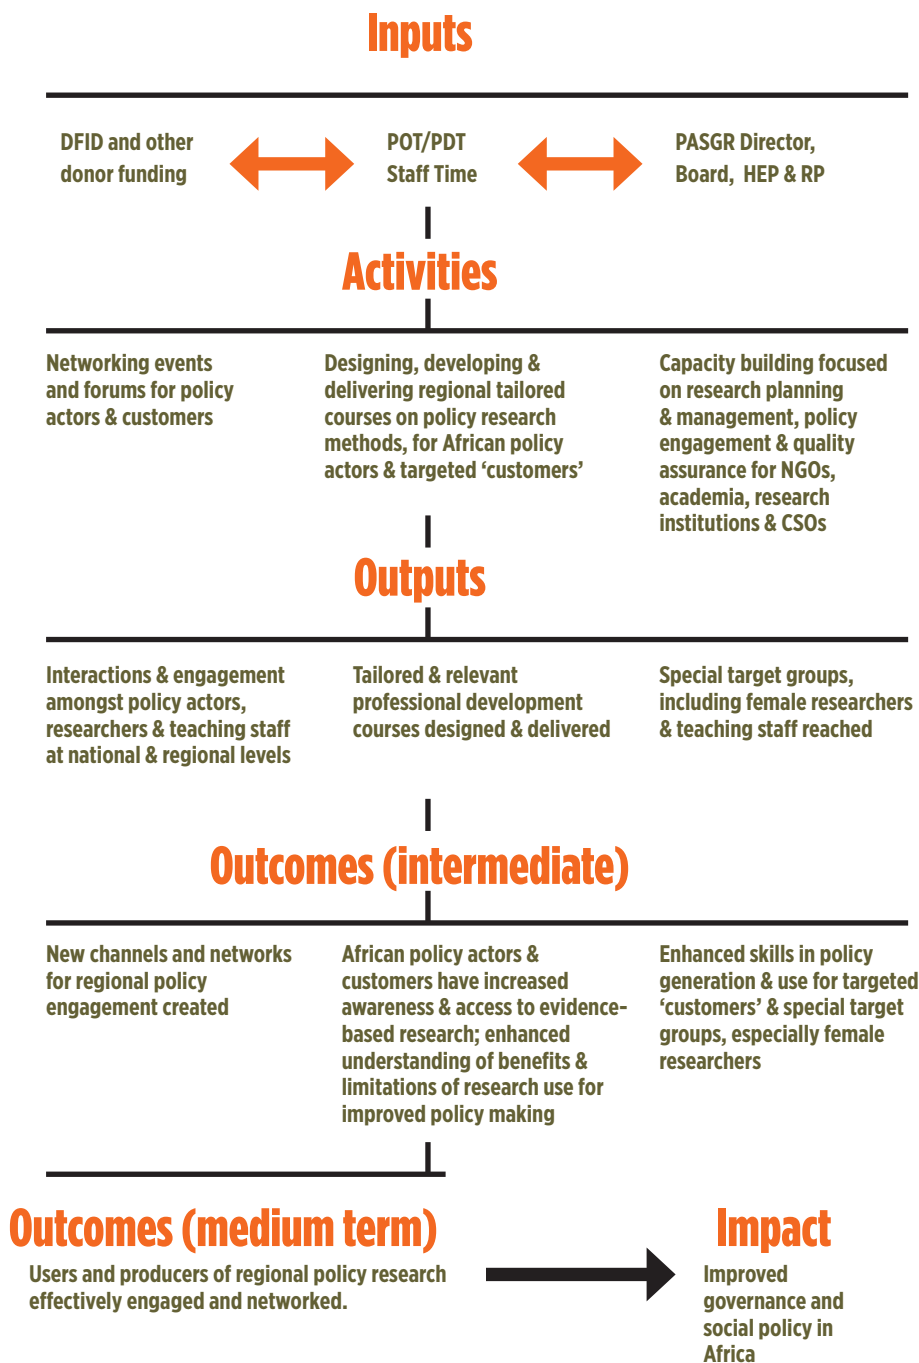 Inputs
DFID and other
donor funding
POT/PDT
Staff Time
PASGR Director,
Board, HEP & RP
Activities
Networking events
and forums for policy
actors & customers
Designing, developing &
delivering regional tailored
courses on policy research
methods, for African policy
actors & targeted ‘customers’
Capacity building focused
on research planning
& management, policy
engagement & quality
assurance for NGOs,
academia, research
institutions & CSOs
Outputs
Interactions & engagement
amongst policy actors,
researchers & teaching staff
at national & regional levels
Tailored & relevant
professional development
courses designed & delivered
Special target groups,
including female researchers
& teaching staff reached
Outcomes (intermediate)
New channels and networks
for regional policy
engagement created
African policy actors &
customers have increased
awareness & access to evidence-
based research; enhanced
understanding of benefits &
limitations of research use for
improved policy making
Enhanced skills in policy
generation & use for targeted
‘customers’ & special target
groups, especially female
researchers
Outcomes (medium term)
Users and producers of regional policy research
effectively engaged and networked.
Impact
Improved
governance and
social policy in
Africa